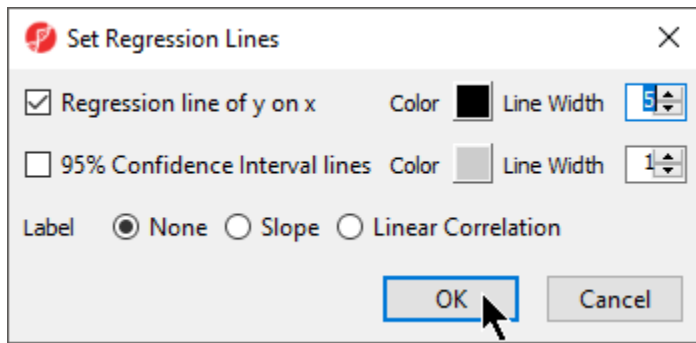 Set Regression Lines
Regression line of y on x Color Line Width 5
95% Confidence Interval lines Color Line Width 1
Label None Slope Linear Correlation
OK Cancel